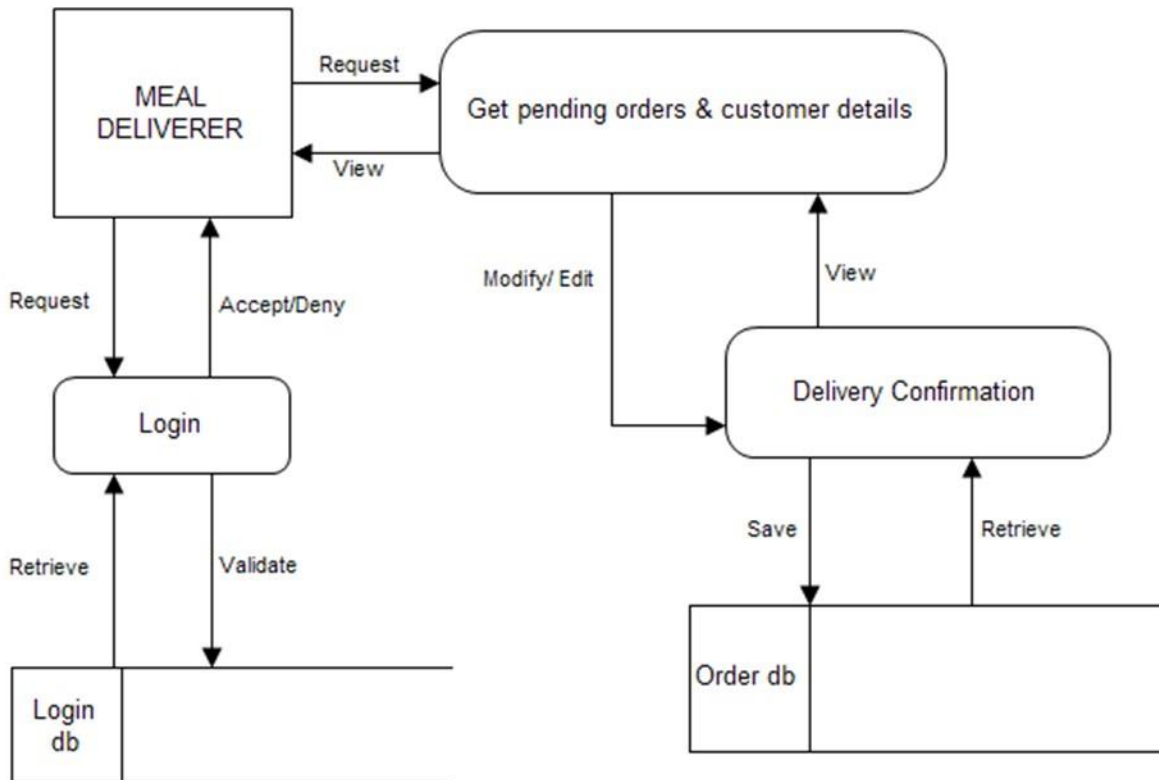 MEAL
DELIVERER
Request
View
Get pending orders & customer details
Request
Accept/Deny
Modify/ Edit
View
Login
Delivery Confirmation
Retrieve
Validate
Save
Retrieve
Login
db
Order db